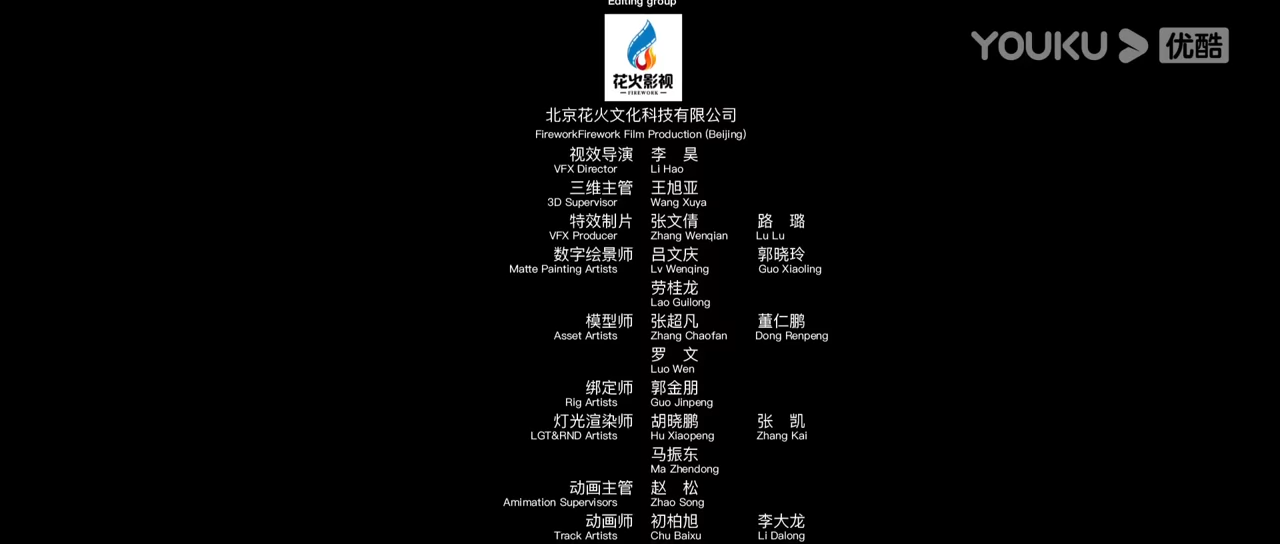 Editing group
YOUKU 优酷
花火影视
FIREWORK
北京花火文化科技有限公司
FireworkFirework Film Production (Beijing)
视效导演 李 昊
VFX Director Li Hao
三维主管 王旭亚
3D Supervisor Wang Xuya
特效制片 张文倩 路 璐
VFX Producer Zhang Wenqian Lu Lu
数字绘景师 吕文庆 郭晓玲
Matte Painting Artists Lv Wenqing Guo Xiaoling
劳桂龙
Lao Guilong
模型师 张超凡 董仁鹏
Asset Artists Zhang Chaofan Dong Renpeng
罗 文
Luo Wen
绑定师 郭金朋
Rig Artists Guo Jinpeng
灯光渲染师 胡晓鹏 张 凯
LGT&RND Artists Hu Xiaopeng Zhang Kai
马振东
Ma Zhendong
动画主管 赵 松
Amimation Supervisors Zhao Song
动画师 初柏旭 李大龙
Track Artists Chu Baixu Li Dalong